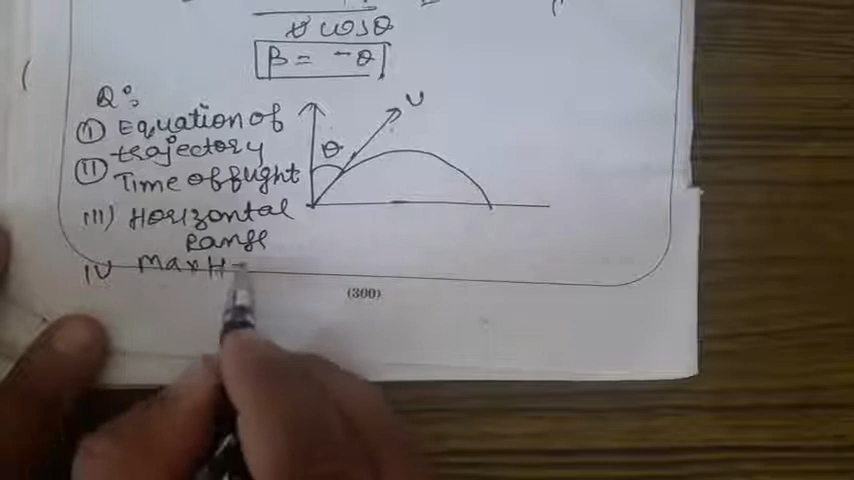 v cosθ
β = -θ
Q:
(I) Equation of
trajectory
(II) Time of flight
III) Horizontal
Range
IV Max H
θ
U
(300)